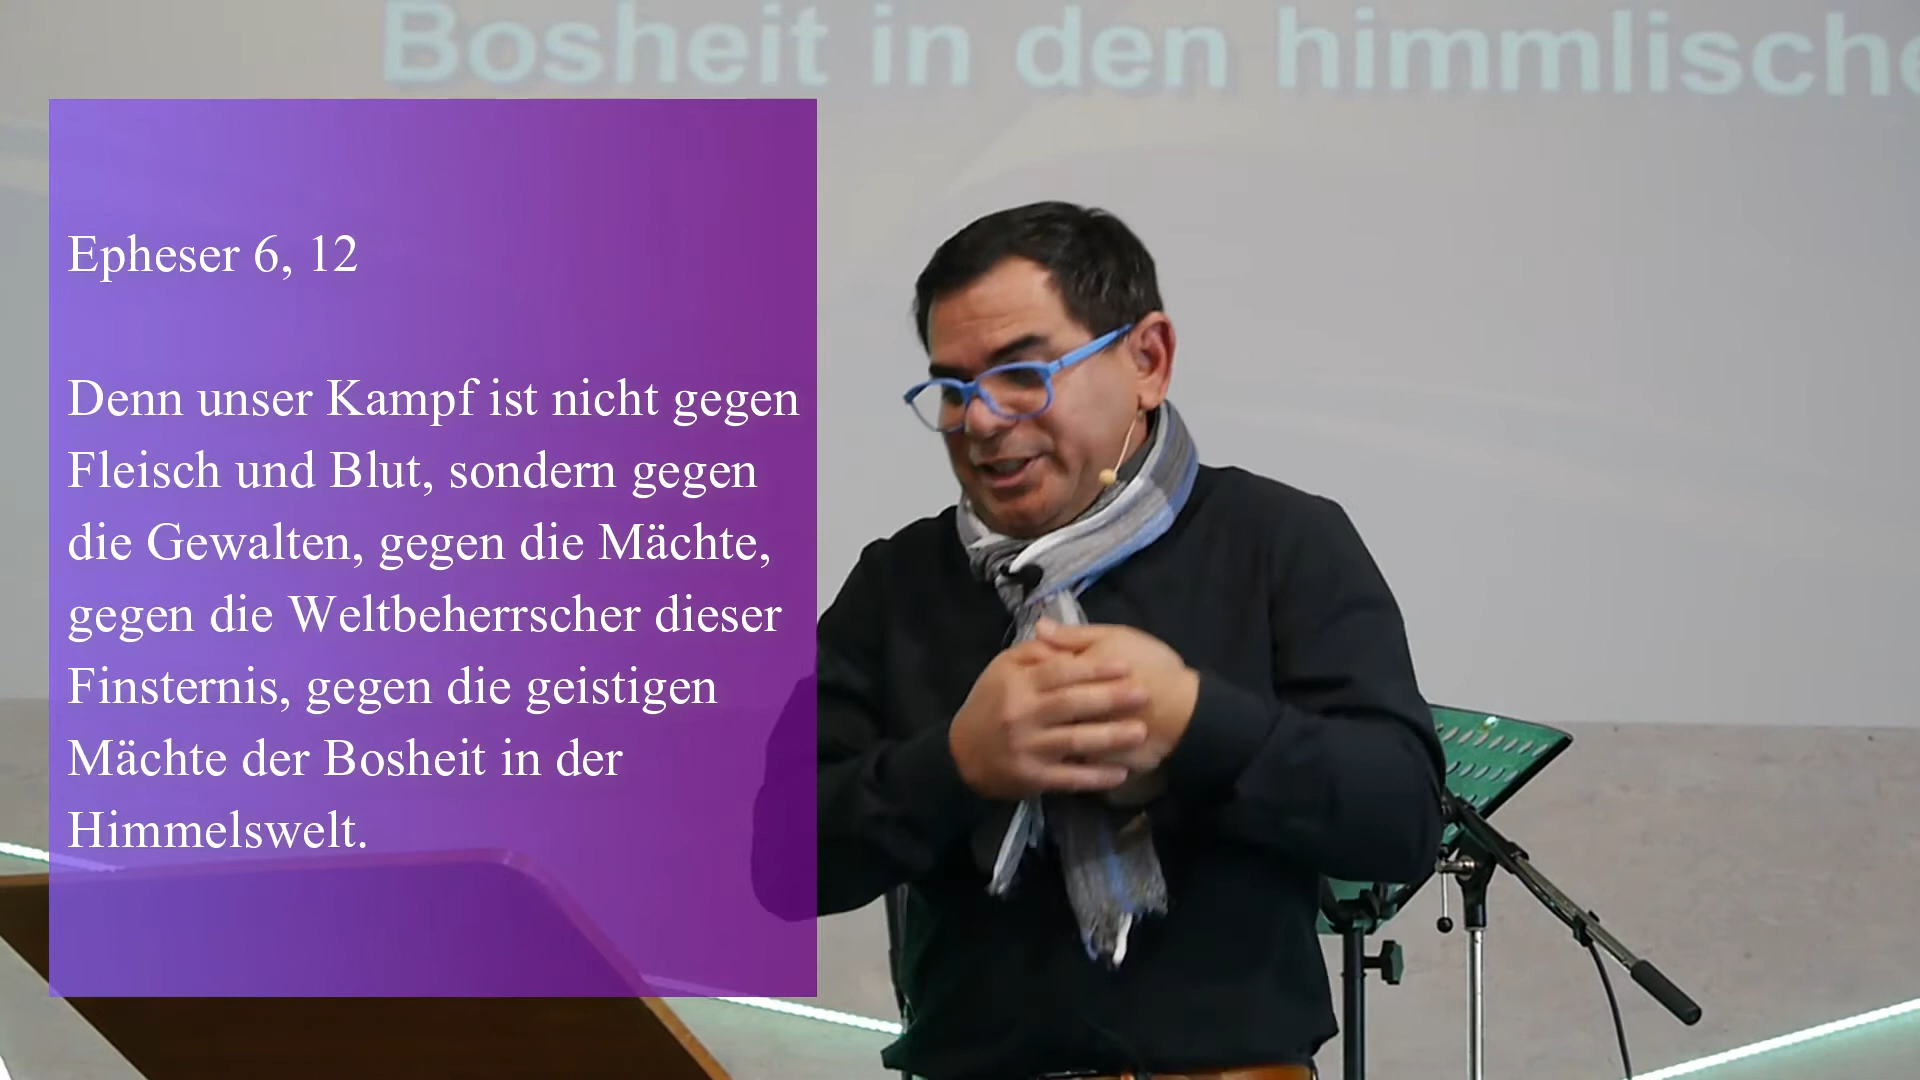 Bosheit in den himmlische
Epheser 6, 12
Denn unser Kampf ist nicht gegen
Fleisch und Blut, sondern gegen
die Gewalten, gegen die Mächte,
gegen die Weltbeherrscher dieser
Finsternis, gegen die geistigen
Mächte der Bosheit in der
Himmelswelt.